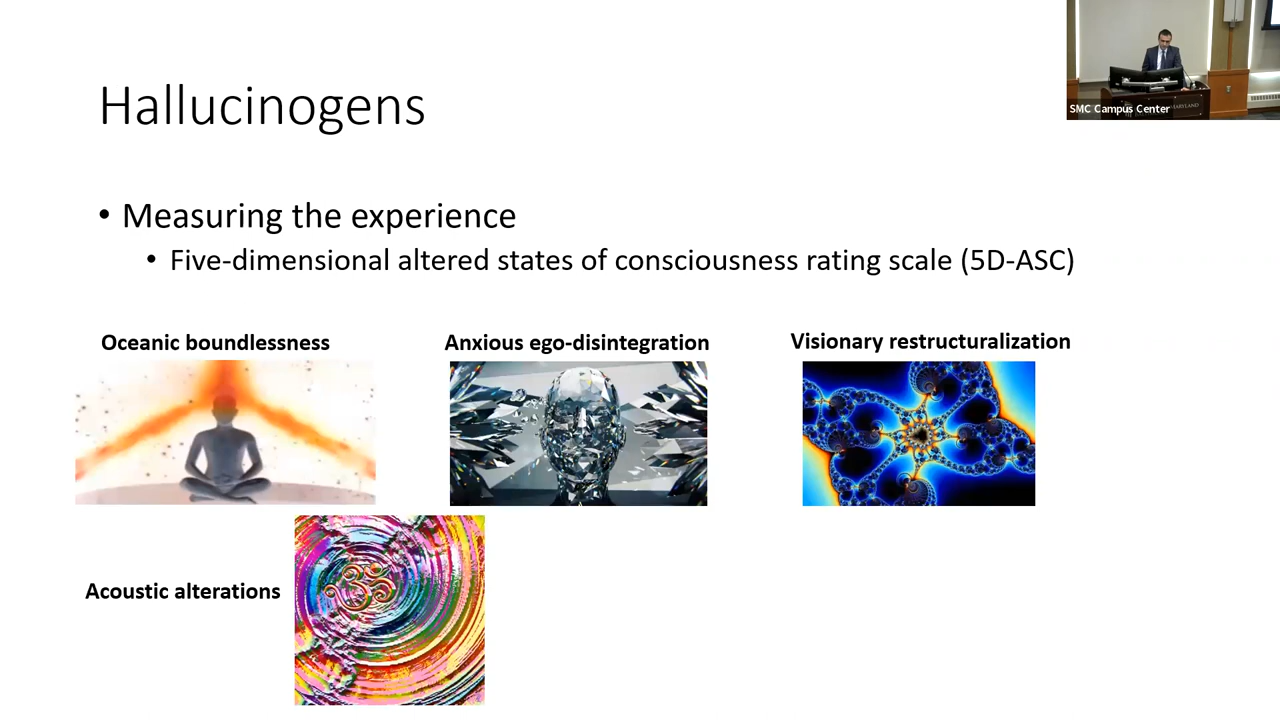 Hallucinogens
SMC Campus Center
MARYLAND
• Measuring the experience
• Five-dimensional altered states of consciousness rating scale (5D-ASC)
Oceanic boundlessness
Anxious ego-disintegration
Visionary restructuralization
Acoustic alterations
ॐ